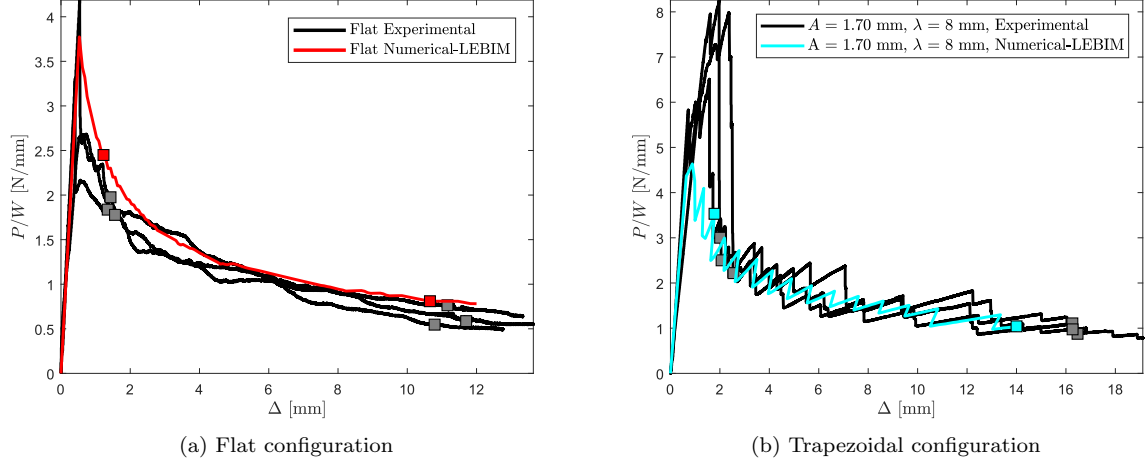 Flat Experimental
Flat Numerical-LEBIM
P/W [N/mm]
4
3.5
3
2.5
2
1.5
1
0.5
0
0 2 4 6 8 10 12
Δ [mm]
(a) Flat configuration
A = 1.70 mm, λ = 8 mm, Experimental
A = 1.70 mm, λ = 8 mm, Numerical-LEBIM
P/W [N/mm]
8
7
6
5
4
3
2
1
0
0 2 4 6 8 10 12 14 16 18
Δ [mm]
(b) Trapezoidal configuration